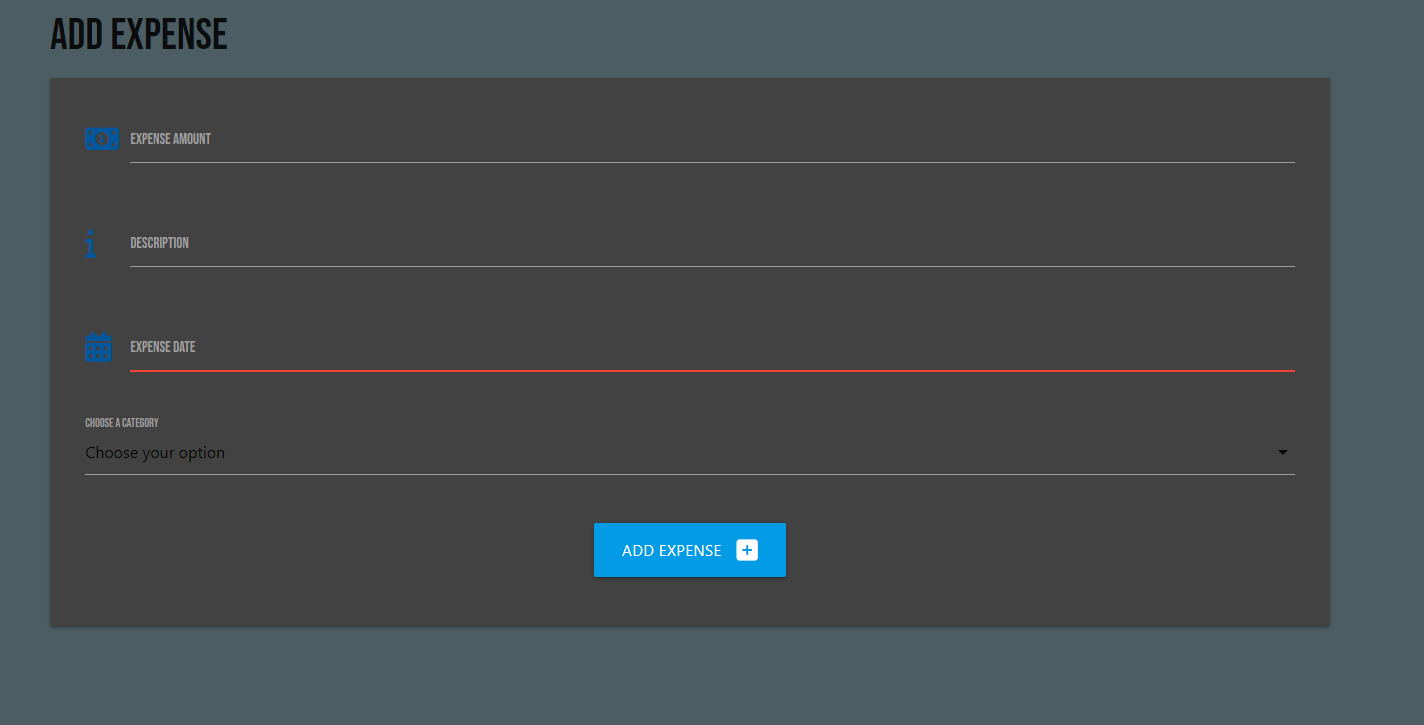 ADD EXPENSE
EXPENSE AMOUNT
DESCRIPTION
EXPENSE DATE
CHOOSE A CATEGORY
Choose your option
ADD EXPENSE